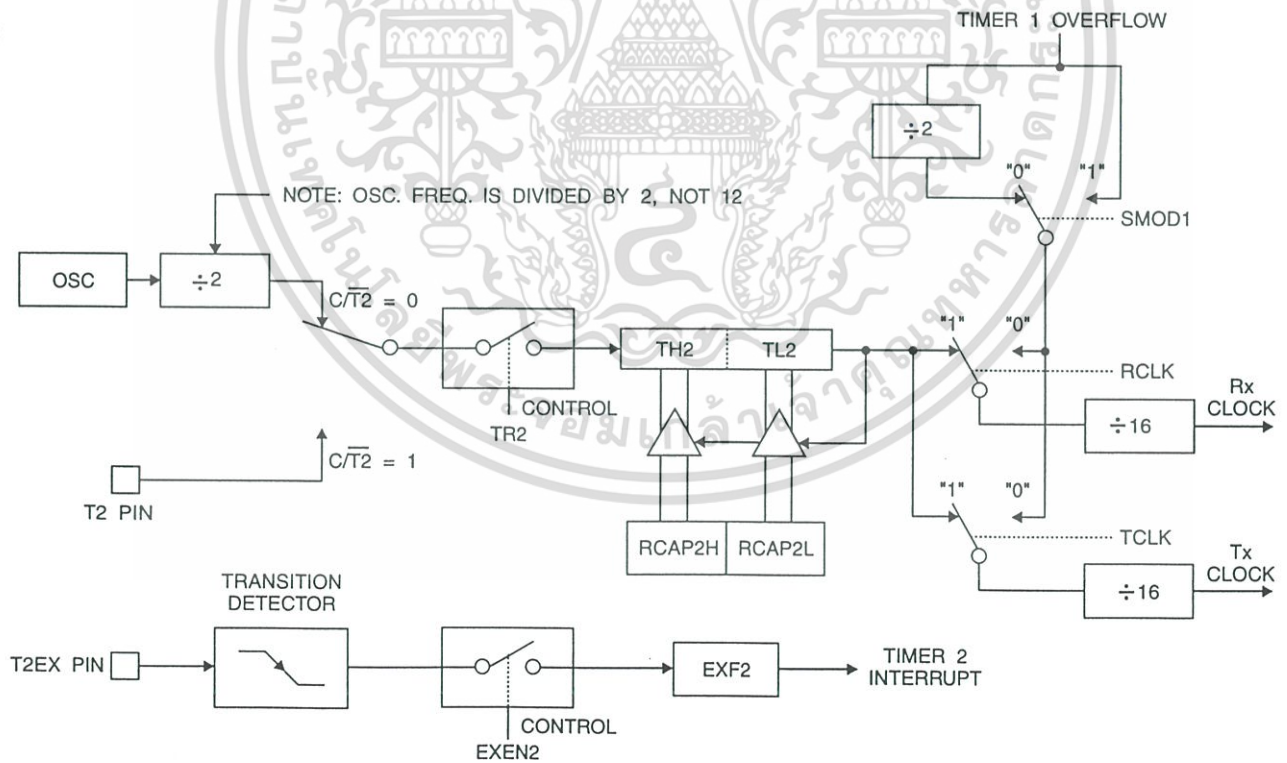 TIMER 1 OVERFLOW
÷2
"0" "1"
NOTE: OSC. FREQ. IS DIVIDED BY 2, NOT 12
SMOD1
OSC
÷2
C/T2 = 0
TH2 TL2
"1" "0"
RCLK
Rx
CLOCK
÷16
CONTROL
TR2
C/T2 = 1
T2 PIN
"1" "0"
RCAP2H RCAP2L
TCLK
Tx
CLOCK
÷16
TRANSITION
DETECTOR
T2EX PIN
EXF2
TIMER 2
INTERRUPT
CONTROL
EXEN2